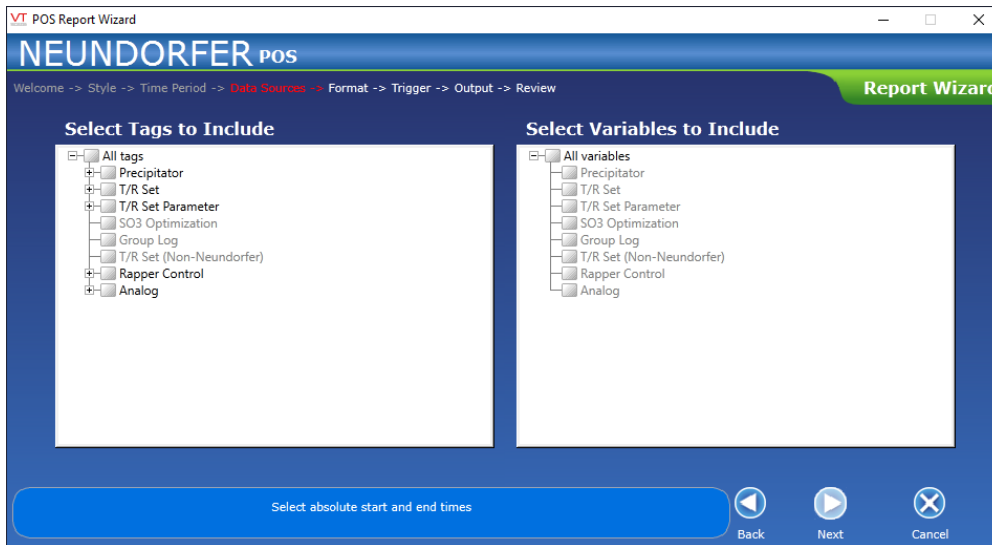 VT POS Report Wizard
NEUNDORFER POS
Welcome -> Style -> Time Period -> Data Sources -> Format -> Trigger -> Output -> Review
Report Wizard
Select Tags to Include
All tags
Precipitator
T/R Set
T/R Set Parameter
SO3 Optimization
Group Log
T/R Set (Non-Neundorfer)
Rapper Control
Analog
Select Variables to Include
All variables
Precipitator
T/R Set
T/R Set Parameter
SO3 Optimization
Group Log
T/R Set (Non-Neundorfer)
Rapper Control
Analog
Select absolute start and end times
Back
Next
Cancel